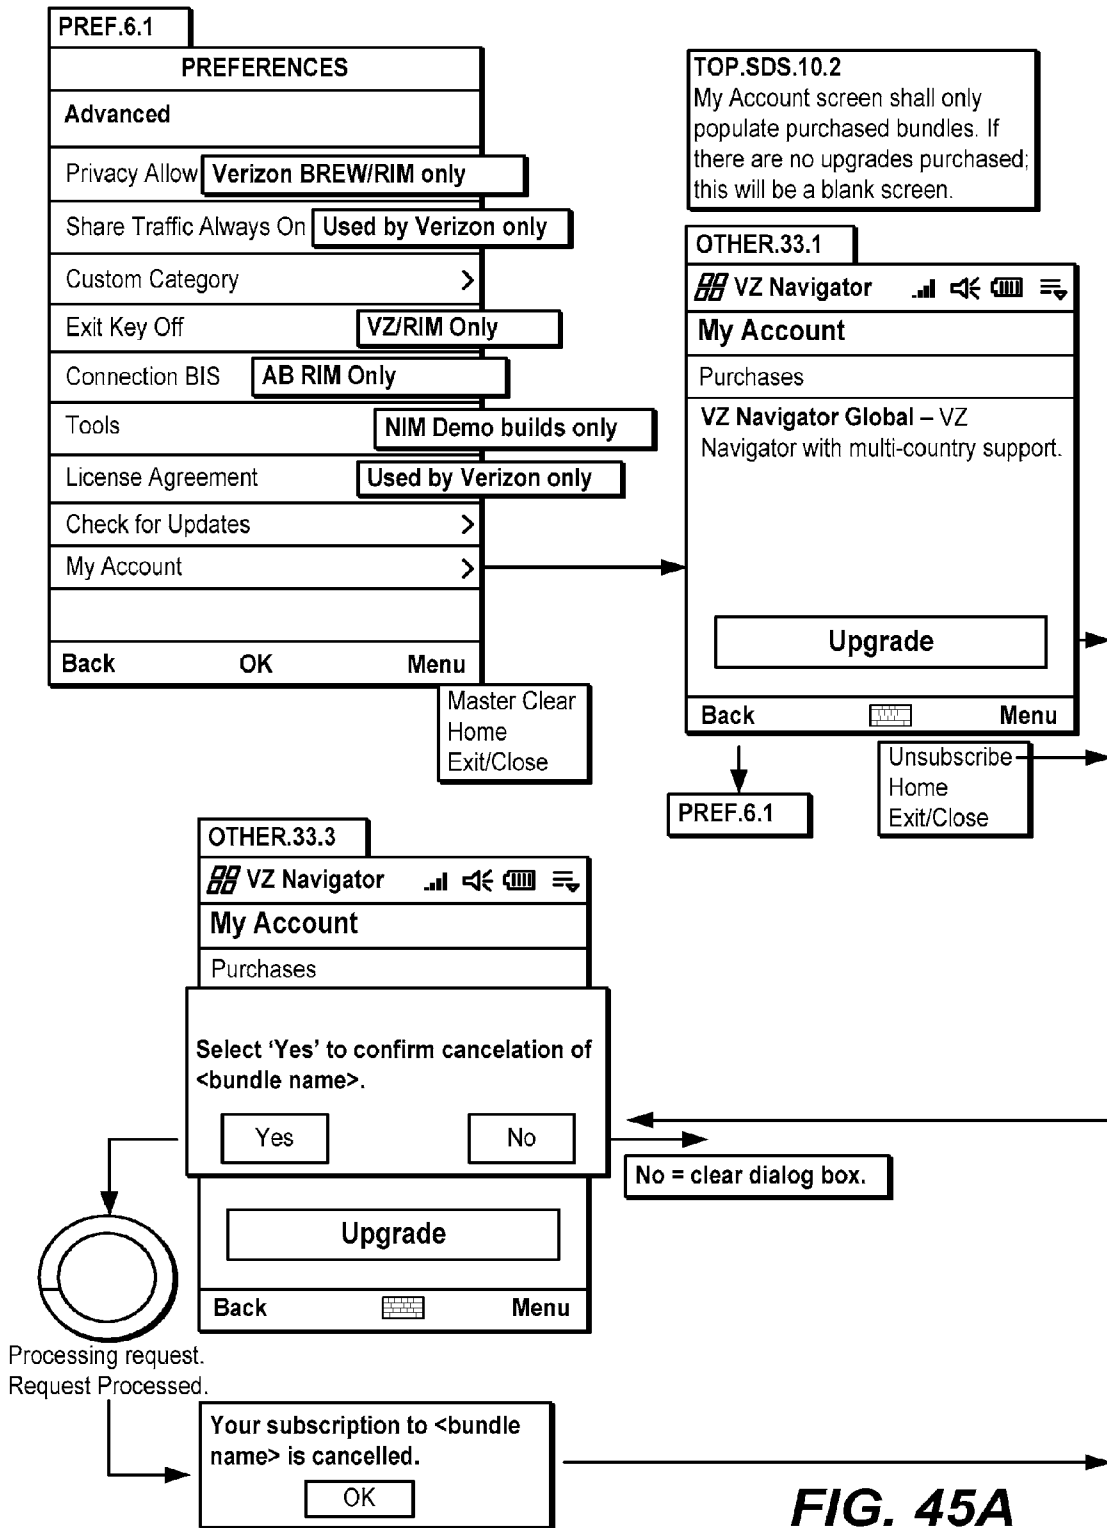 PREF.6.1
PREFERENCES
Advanced
Privacy Allow
Verizon BREW/RIM only
Share Traffic Always On
Used by Verizon only
Custom Category >
Exit Key Off
VZ/RIM Only
Connection BIS
AB RIM Only
Tools
NIM Demo builds only
License Agreement
Used by Verizon only
Check for Updates >
My Account >
Back OK Menu
Master Clear
Home
Exit/Close
TOP.SDS.10.2
My Account screen shall only
populate purchased bundles. If
there are no upgrades purchased;
this will be a blank screen.
OTHER.33.1
VZ Navigator
My Account
Purchases
VZ Navigator Global – VZ
Navigator with multi-country support.
Upgrade
Back Menu
PREF.6.1
Unsubscribe
Home
Exit/Close
OTHER.33.3
VZ Navigator
My Account
Purchases
Select ‘Yes’ to confirm cancelation of
<bundle name>.
Yes No
No = clear dialog box.
Upgrade
Back Menu
Processing request.
Request Processed.
Your subscription to <bundle
name> is cancelled.
OK
FIG. 45A